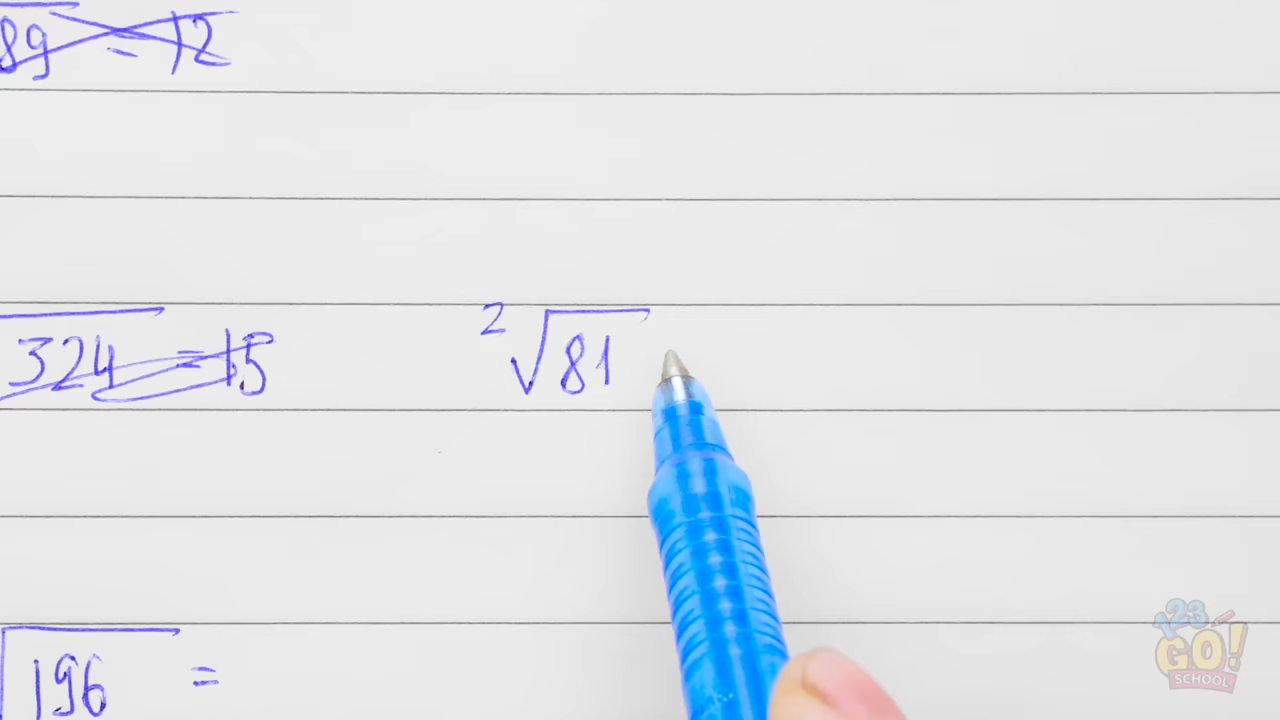 89 = 12
√324 = 15
²√81
√196 =
123 GO! SCHOOL